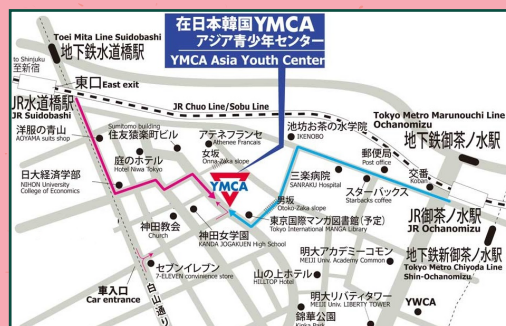 Toei Mita Line Suidobashi
地下鉄水道橋駅
to Shinjuku
至新宿
東口East exit
JR水道橋駅
JR Suidobashi
在日本韓国YMCA
アジア青少年センター
YMCA Asia Youth Center
JR Chuo Line/Sobu Line
Tokyo Metro Marunouchi Line
Ochanomizu
地下鉄御茶ノ水駅
洋服の青山
AOYAMA suits shop
Sumitomo building
住友猿楽町ビル
アテネフランセ
Athenee Francais
池坊お茶の水学院
IKENOBO
庭のホテル
Hotel Niwa Tokyo
女坂
Onna-Zaka slope
三楽病院
SANRAKU Hospital
郵便局
Post office
スターバックス
Starbacks coffee
交番
Koban
日大経済学部
NIHON University
College of Economics
YMCA
男坂
Otoko-Zaka slope
JR御茶ノ水駅
JR Ochanomizu
神田教会
Church
神田女学園
KANDA JOGAKUEN High School
東京国際マンガ図書館(予定)
Tokyo International MANGA Library
地下鉄新御茶ノ水駅
Tokyo Metro Chiyoda Line
Shin-Ochanomizu
セブンイレブン
7-ELEVEN convinience store
山の上ホテル
HILLTOP Hotel
明大アカデミーコモン
MEIJI Univ. Academy Common
車入口
Car entrance
白山通り
明大リバティタワー
MEIJI Univ. LIBERTY TOWER
YWCA
錦華公園
Kinka Park